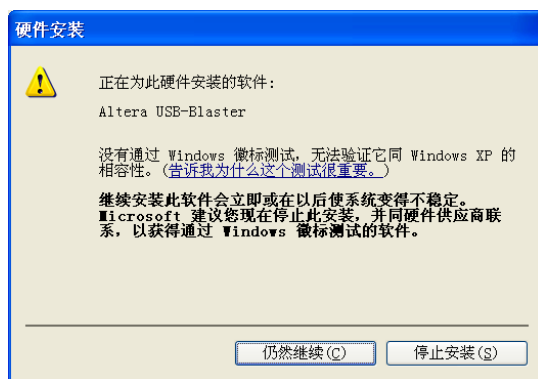 硬件安装
正在为此硬件安装的软件:
Altera USB-Blaster
没有通过 Windows 徽标测试，无法验证它同 Windows XP 的
相容性。(告诉我为什么这个测试很重要。)
继续安装此软件会立即或在以后使系统变得不稳定。
Microsoft 建议您现在停止此安装，并同硬件供应商联
系，以获得通过 Windows 徽标测试的软件。
仍然继续(C) 停止安装(S)